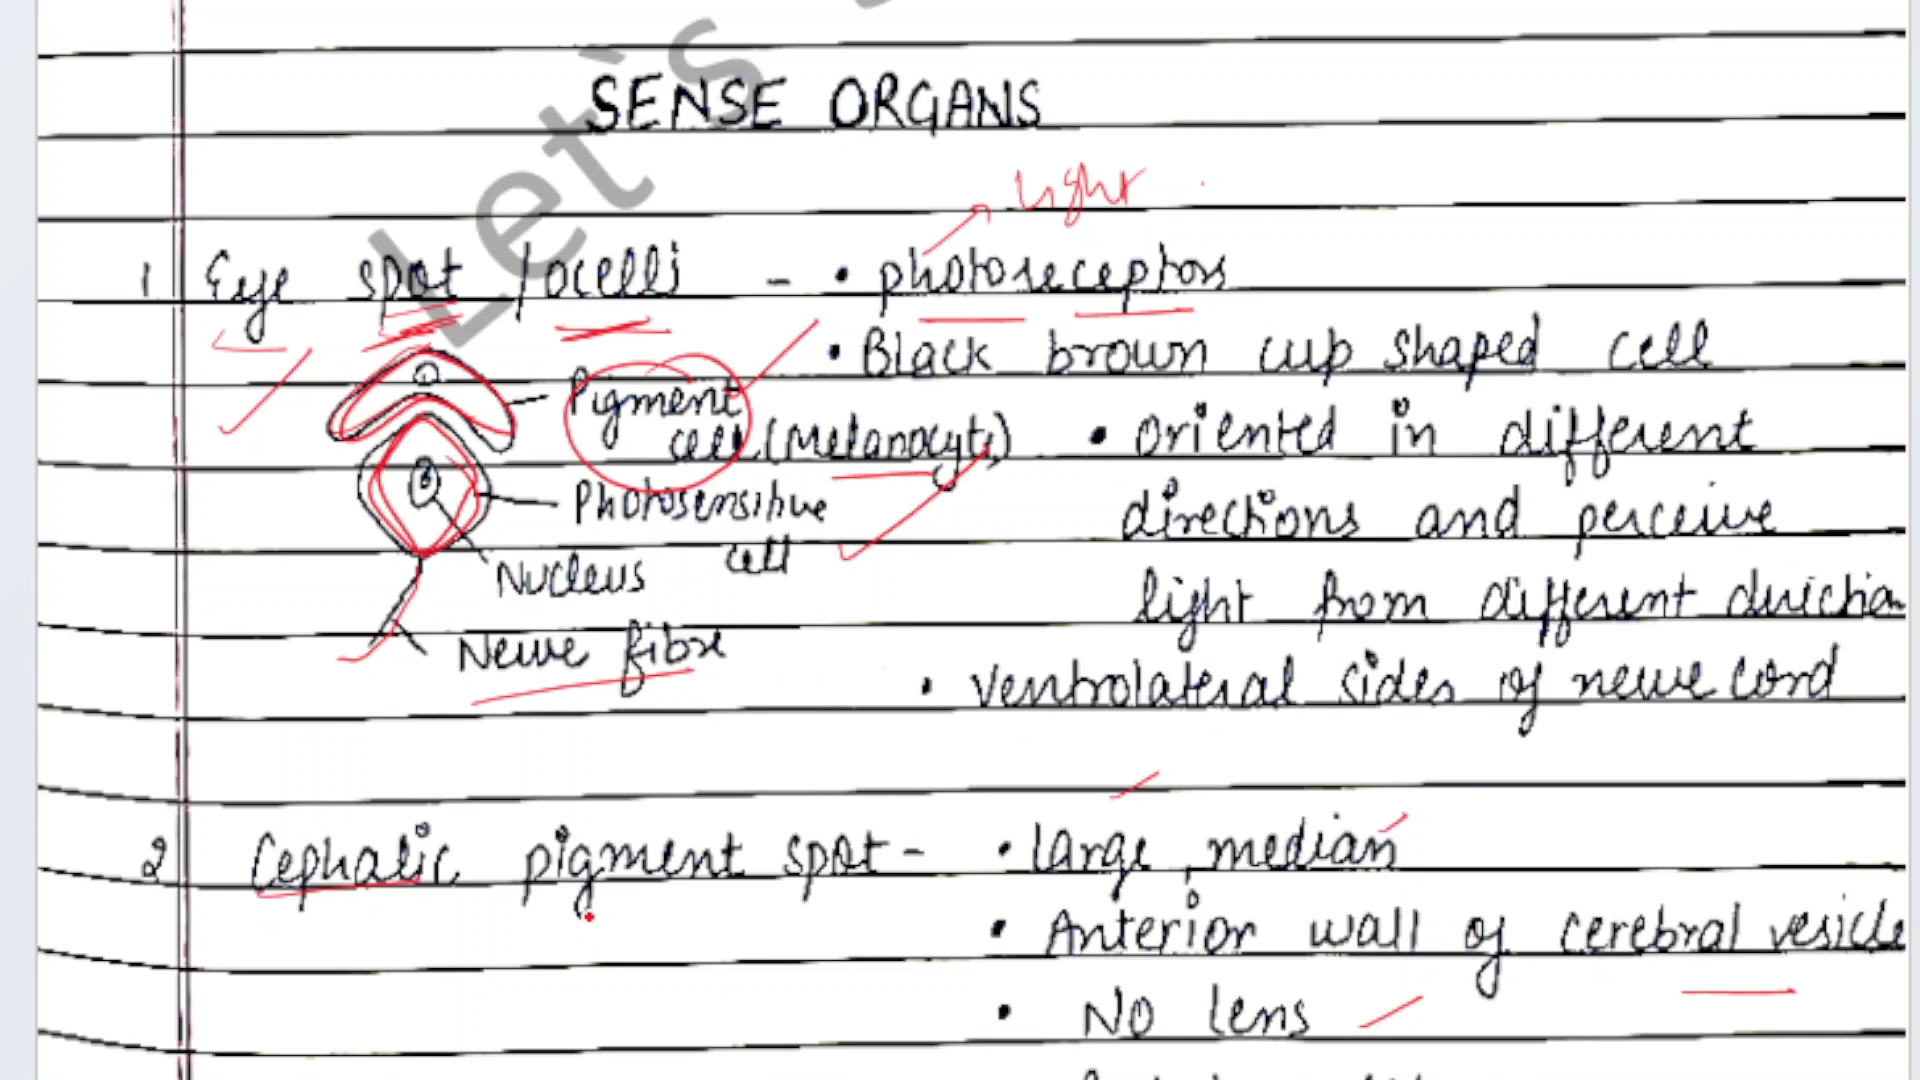 Let's
SENSE ORGANS
light
1 Eye spot /ocelli - • photoreceptors
• Black brown cup shaped cell
Pigment
cell (Melanocyte) • oriented in different
directions and perceive
Photosensitive
cell
Nucleus
light from different direction
Nerve fibre
• Ventrolateral sides of nerve cord
2 Cephalic pigment spot - • large, median
• Anterior wall of cerebral vesicle
• No lens